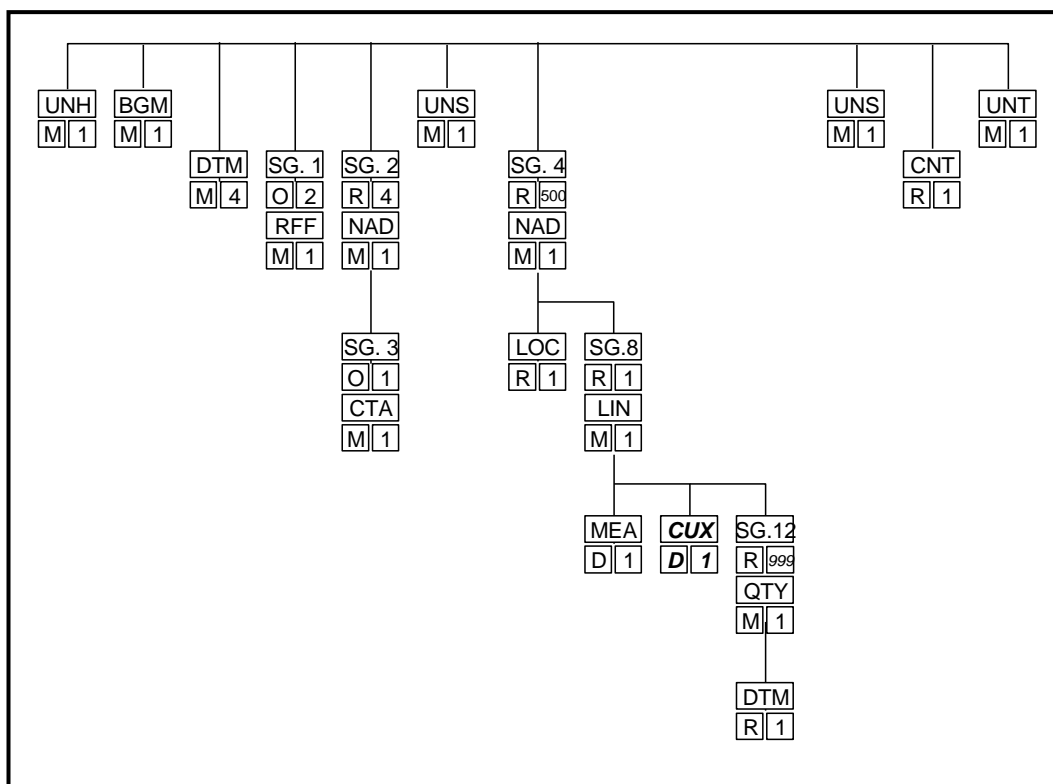 UNH BGM UNS UNS UNT
M 1 M 1 M 1 M 1 M 1
DTM SG. 1 SG. 2 SG. 4 CNT
M 4 O 2 R 4 R 500 R 1
RFF NAD NAD
M 1 M 1 M 1
SG. 3 LOC SG.8
O 1 R 1 R 1
CTA LIN
M 1 M 1
MEA CUX SG.12
D 1 D 1 R 999
QTY
M 1
DTM
R 1